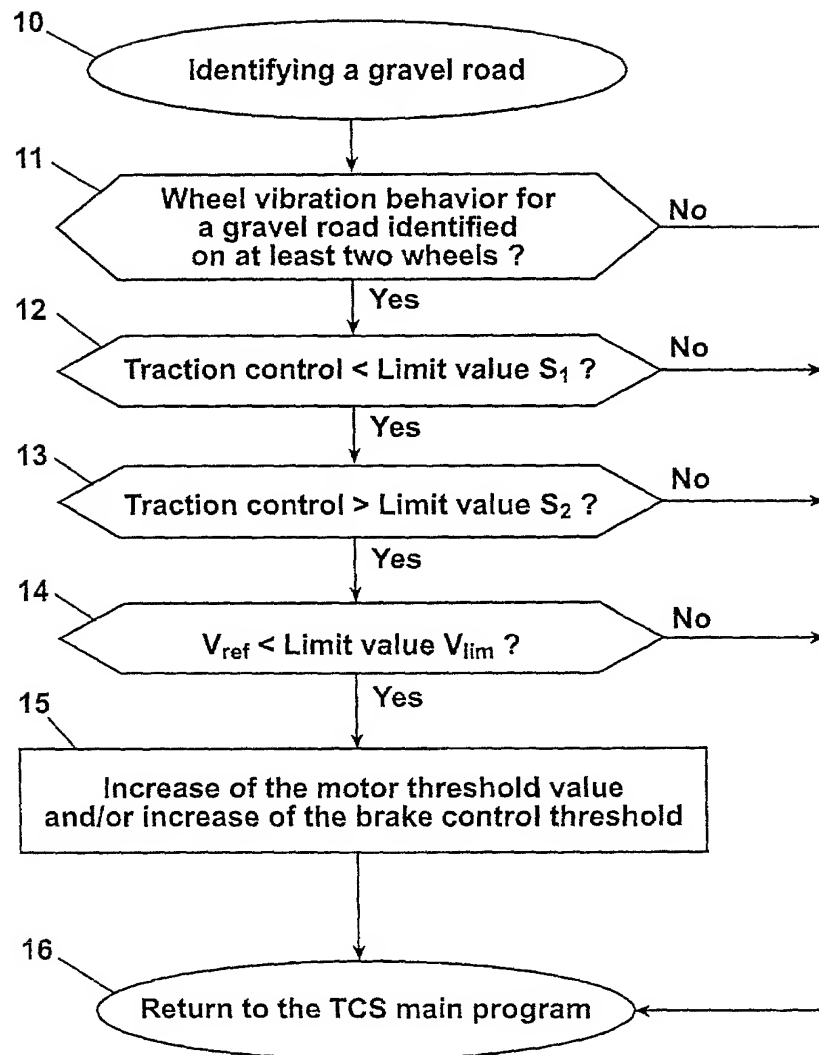 10
Identifying a gravel road
11
Wheel vibration behavior for
a gravel road identified
on at least two wheels ?
No
Yes
12
Traction control < Limit value S₁ ?
No
Yes
13
Traction control > Limit value S₂ ?
No
Yes
14
V_ref < Limit value V_lim ?
No
Yes
15
Increase of the motor threshold value
and/or increase of the brake control threshold
16
Return to the TCS main program